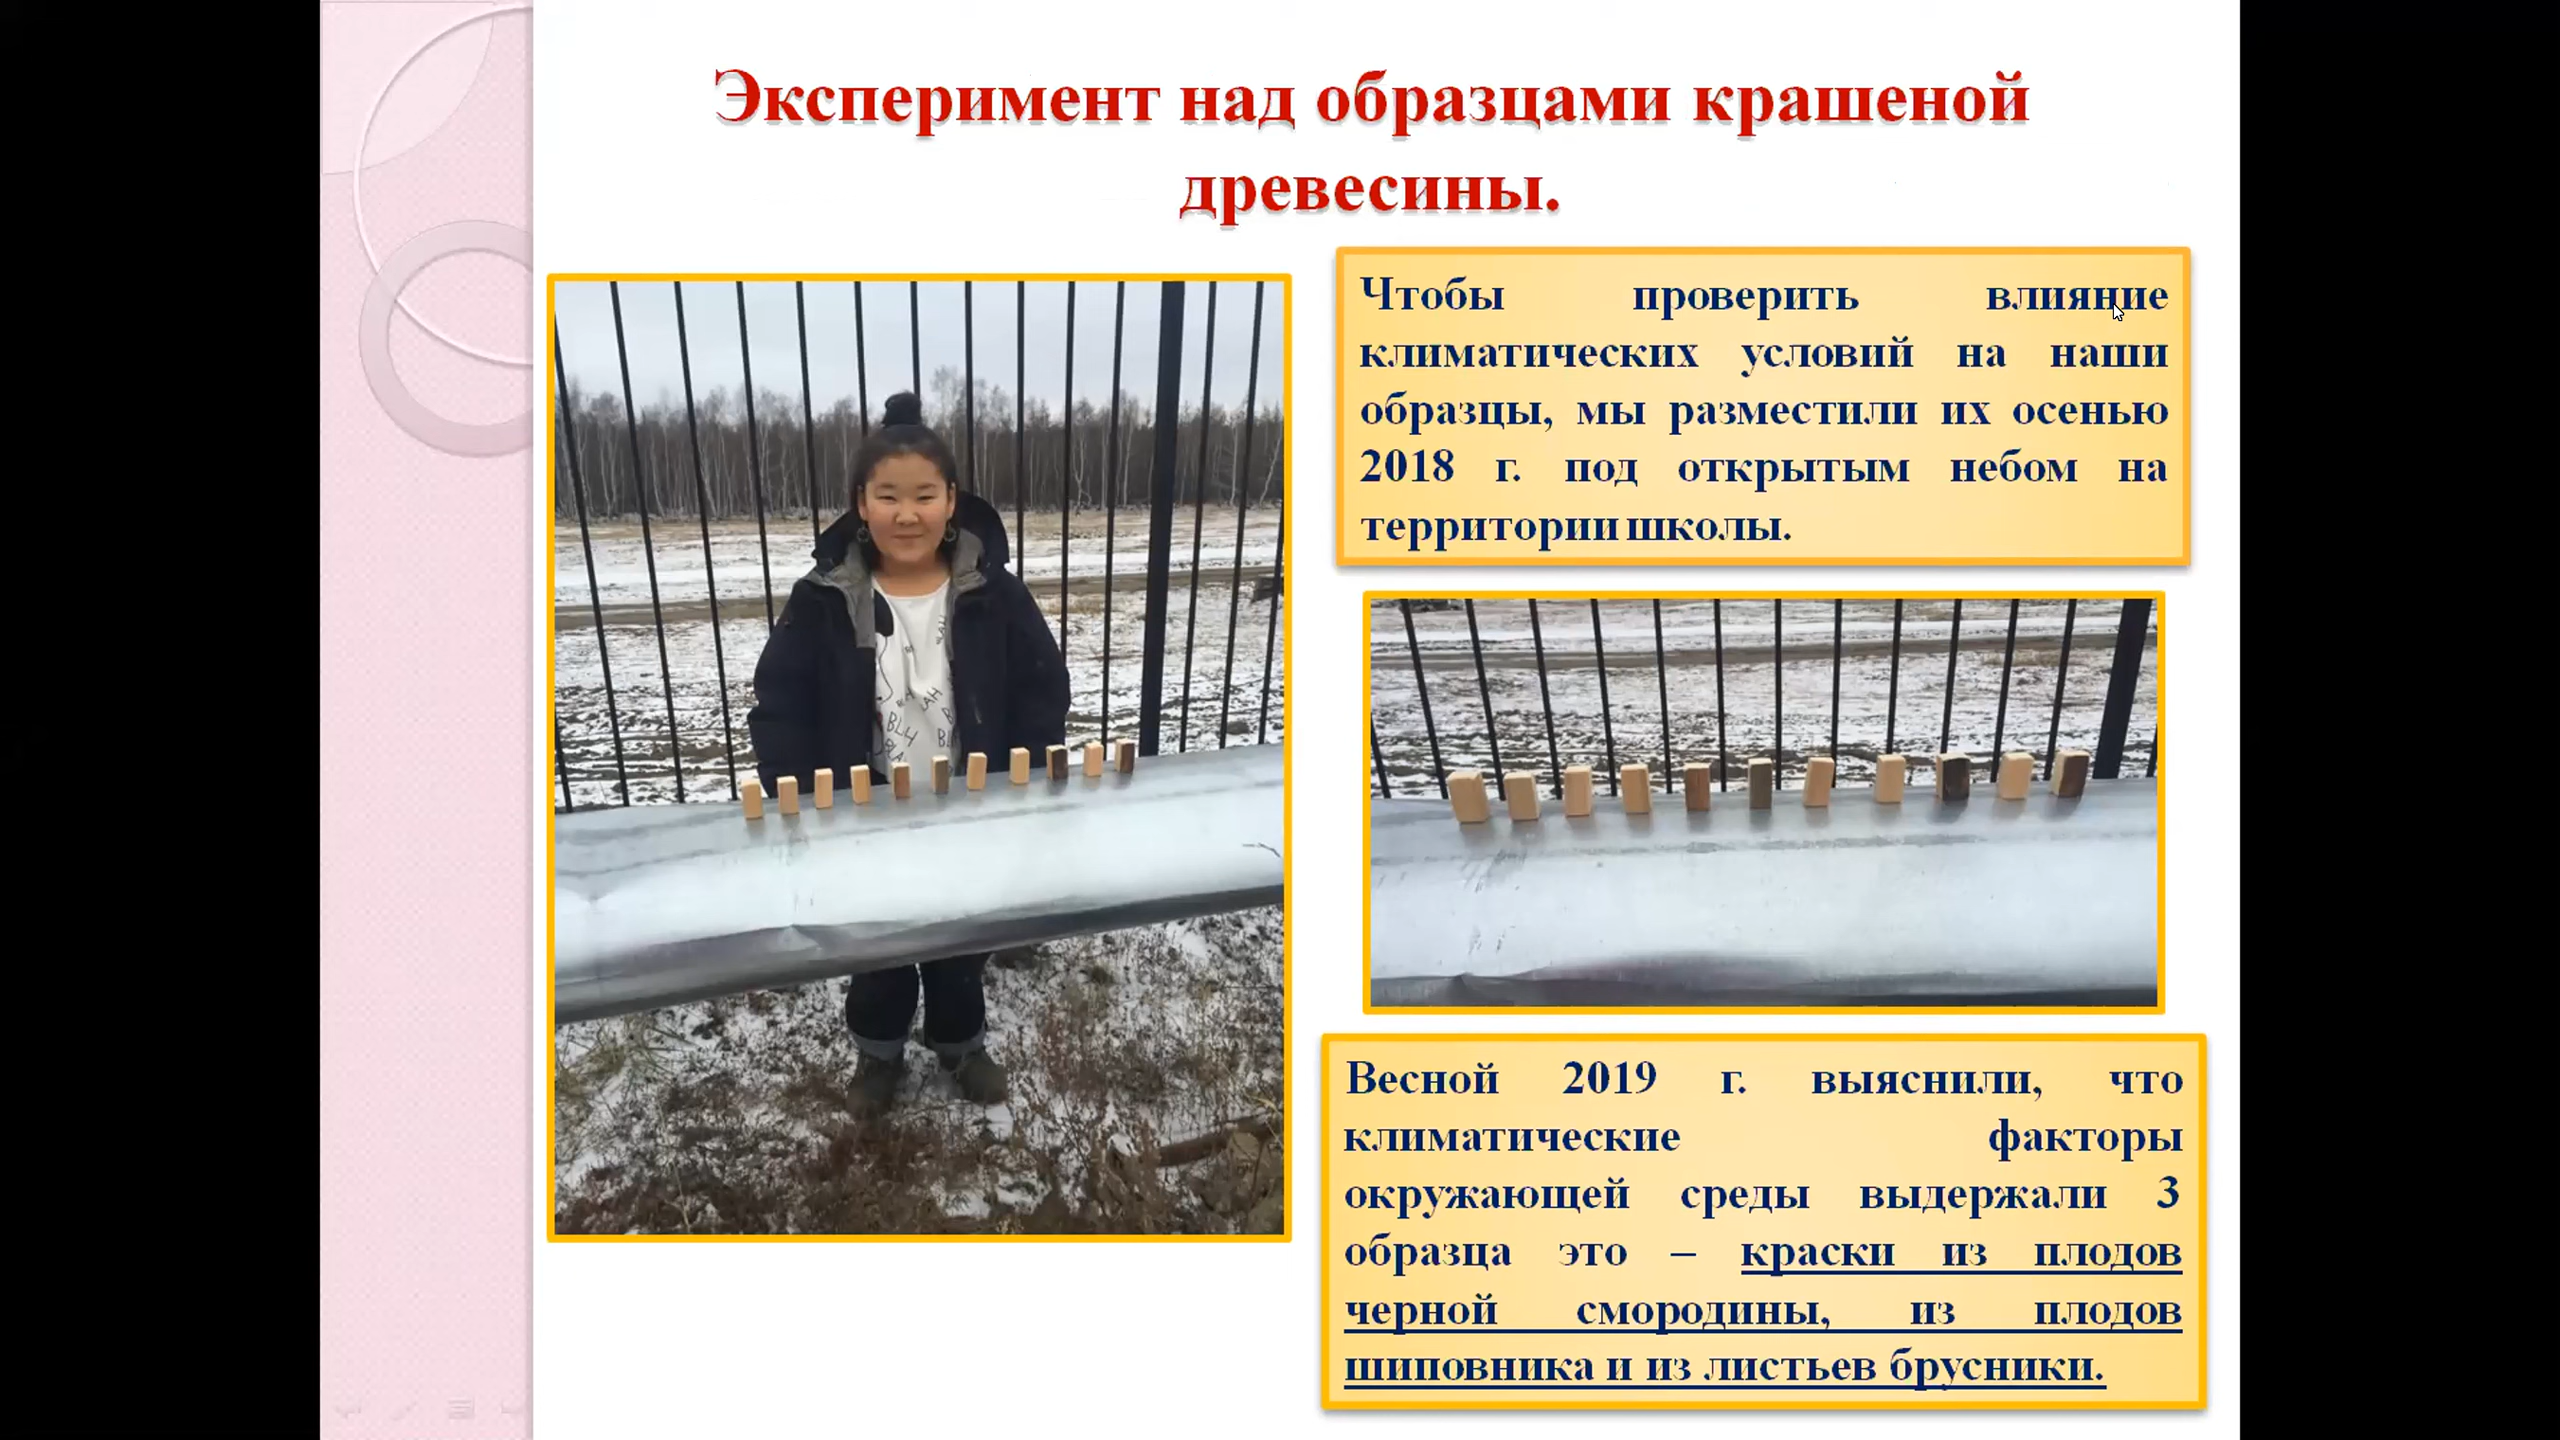 Эксперимент над образцами крашеной
древесины.
Чтобы проверить влияние
климатических условий на наши
образцы, мы разместили их осенью
2018 г. под открытым небом на
территории школы.
BLAH
BLH
Весной 2019 г. выяснили, что
климатические факторы
окружающей среды выдержали 3
образца это – краски из плодов
черной смородины, из плодов
шиповника и из листьев брусники.